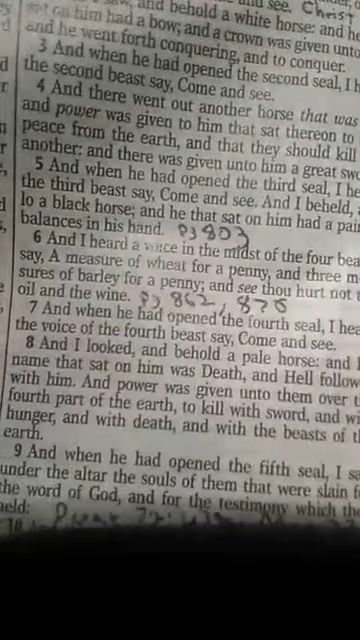 and behold a white horse: and he
sat on him had a bow; and a crown was given unto
and he went forth conquering, and to conquer.
3 And when he had opened the second seal, I h
the second beast say, Come and see.
4 And there went out another horse that was
and power was given to him that sat thereon to
peace from the earth, and that they should kill
another: and there was given unto him a great swo
5 And when he had opened the third seal, I hea
the third beast say, Come and see. And I beheld,
lo a black horse; and he that sat on him had a pair
balances in his hand. Pg 803
6 And I heard a voice in the midst of the four bea
say, A measure of wheat for a penny, and three m
sures of barley for a penny; and see thou hurt not
oil and the wine. Pg 862, 876
7 And when he had opened the fourth seal, I hea
the voice of the fourth beast say, Come and see.
8 And I looked, and behold a pale horse: and
name that sat on him was Death, and Hell follow
with him. And power was given unto them over t
fourth part of the earth, to kill with sword, and wi
hunger, and with death, and with the beasts of t
earth.
9 And when he had opened the fifth seal, I sa
under the altar the souls of them that were slain f
the word of God, and for the testimony which the
held: